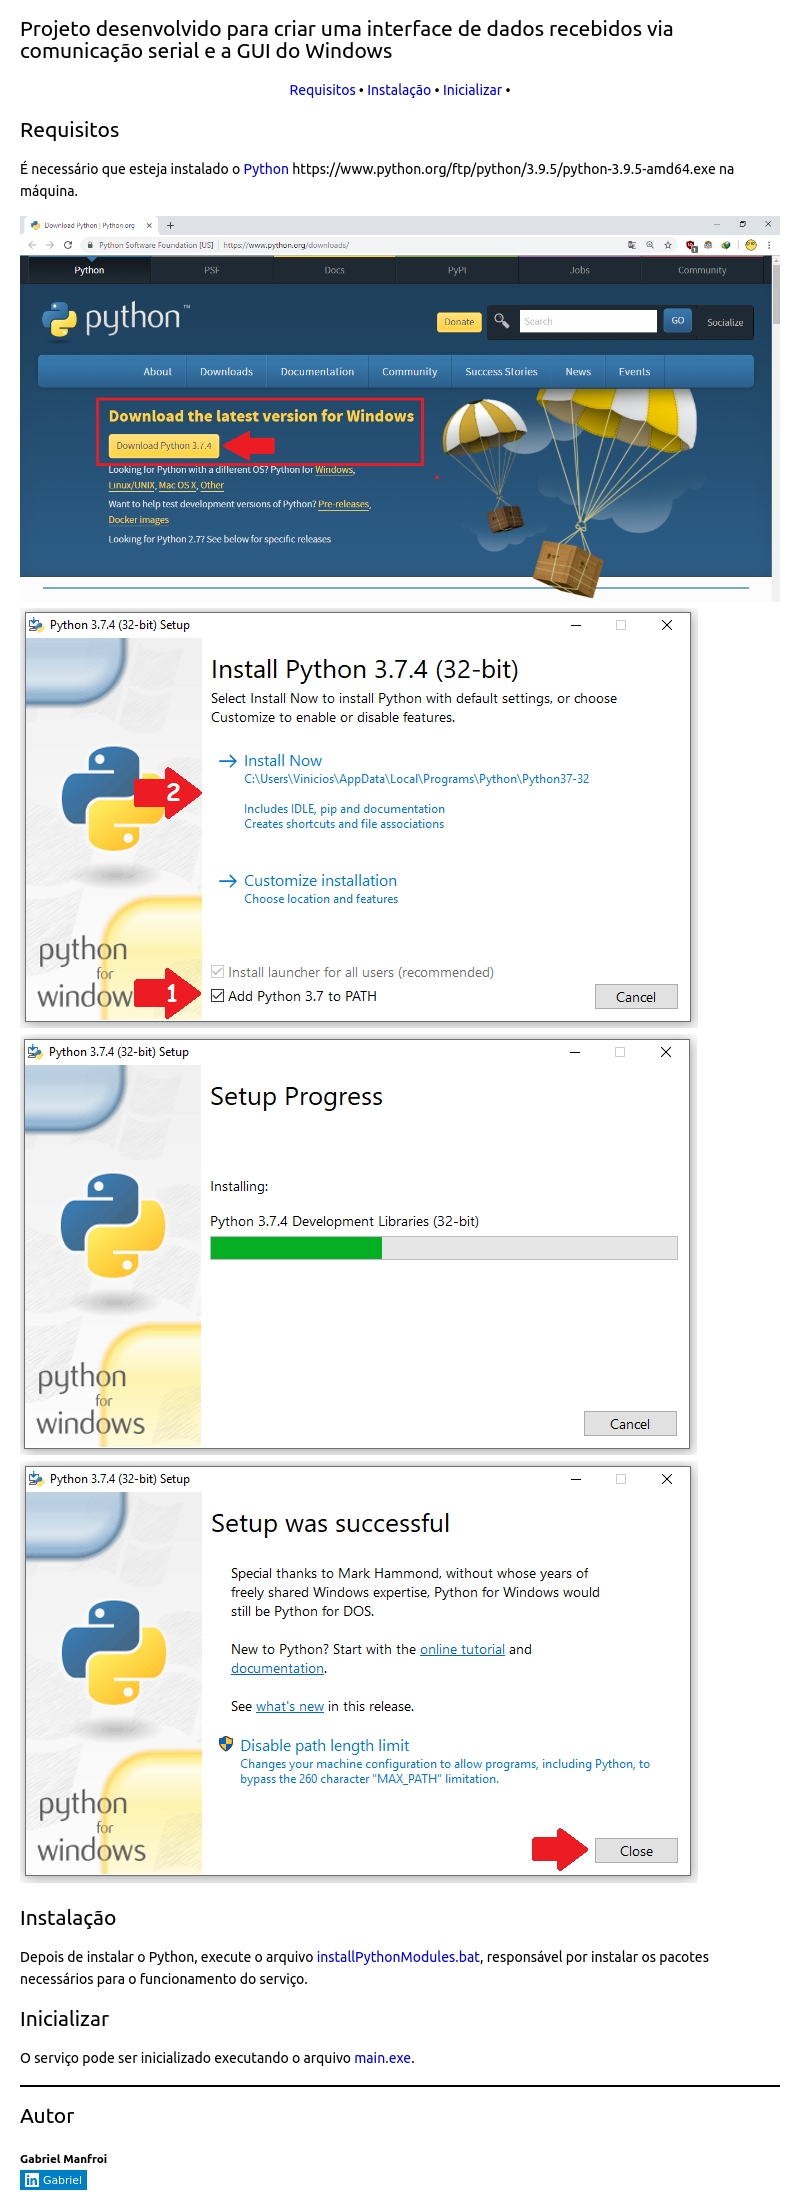 Projeto desenvolvido para criar uma interface de dados recebidos via
comunicação serial e a GUI do Windows
Requisitos • Instalação • Inicializar •
Requisitos
É necessário que esteja instalado o Python https://www.python.org/ftp/python/3.9.5/python-3.9.5-amd64.exe na
máquina.
Download Python | Python.org
Python Software Foundation [US] | https://www.python.org/downloads/
Python PSF Docs PyPI Jobs Community
python™
Donate Search GO Socialize
About Downloads Documentation Community Success Stories News Events
Download the latest version for Windows
Download Python 3.7.4
Looking for Python with a different OS? Python for Windows,
Linux/UNIX, Mac OS X, Other
Want to help test development versions of Python? Pre-releases,
Docker images
Looking for Python 2.7? See below for specific releases
Python 3.7.4 (32-bit) Setup
Install Python 3.7.4 (32-bit)
Select Install Now to install Python with default settings, or choose
Customize to enable or disable features.
Install Now
C:\Users\Vinicios\AppData\Local\Programs\Python\Python37-32
2
Includes IDLE, pip and documentation
Creates shortcuts and file associations
Customize installation
Choose location and features
python
for
window
1
Install launcher for all users (recommended)
Add Python 3.7 to PATH
Cancel
Python 3.7.4 (32-bit) Setup
Setup Progress
Installing:
Python 3.7.4 Development Libraries (32-bit)
python
for
windows
Cancel
Python 3.7.4 (32-bit) Setup
Setup was successful
Special thanks to Mark Hammond, without whose years of
freely shared Windows expertise, Python for Windows would
still be Python for DOS.
New to Python? Start with the online tutorial and
documentation.
See what's new in this release.
Disable path length limit
Changes your machine configuration to allow programs, including Python, to
bypass the 260 character "MAX_PATH" limitation.
python
for
windows
Close
Instalação
Depois de instalar o Python, execute o arquivo installPythonModules.bat, responsável por instalar os pacotes
necessários para o funcionamento do serviço.
Inicializar
O serviço pode ser inicializado executando o arquivo main.exe.
Autor
Gabriel Manfroi
in Gabriel